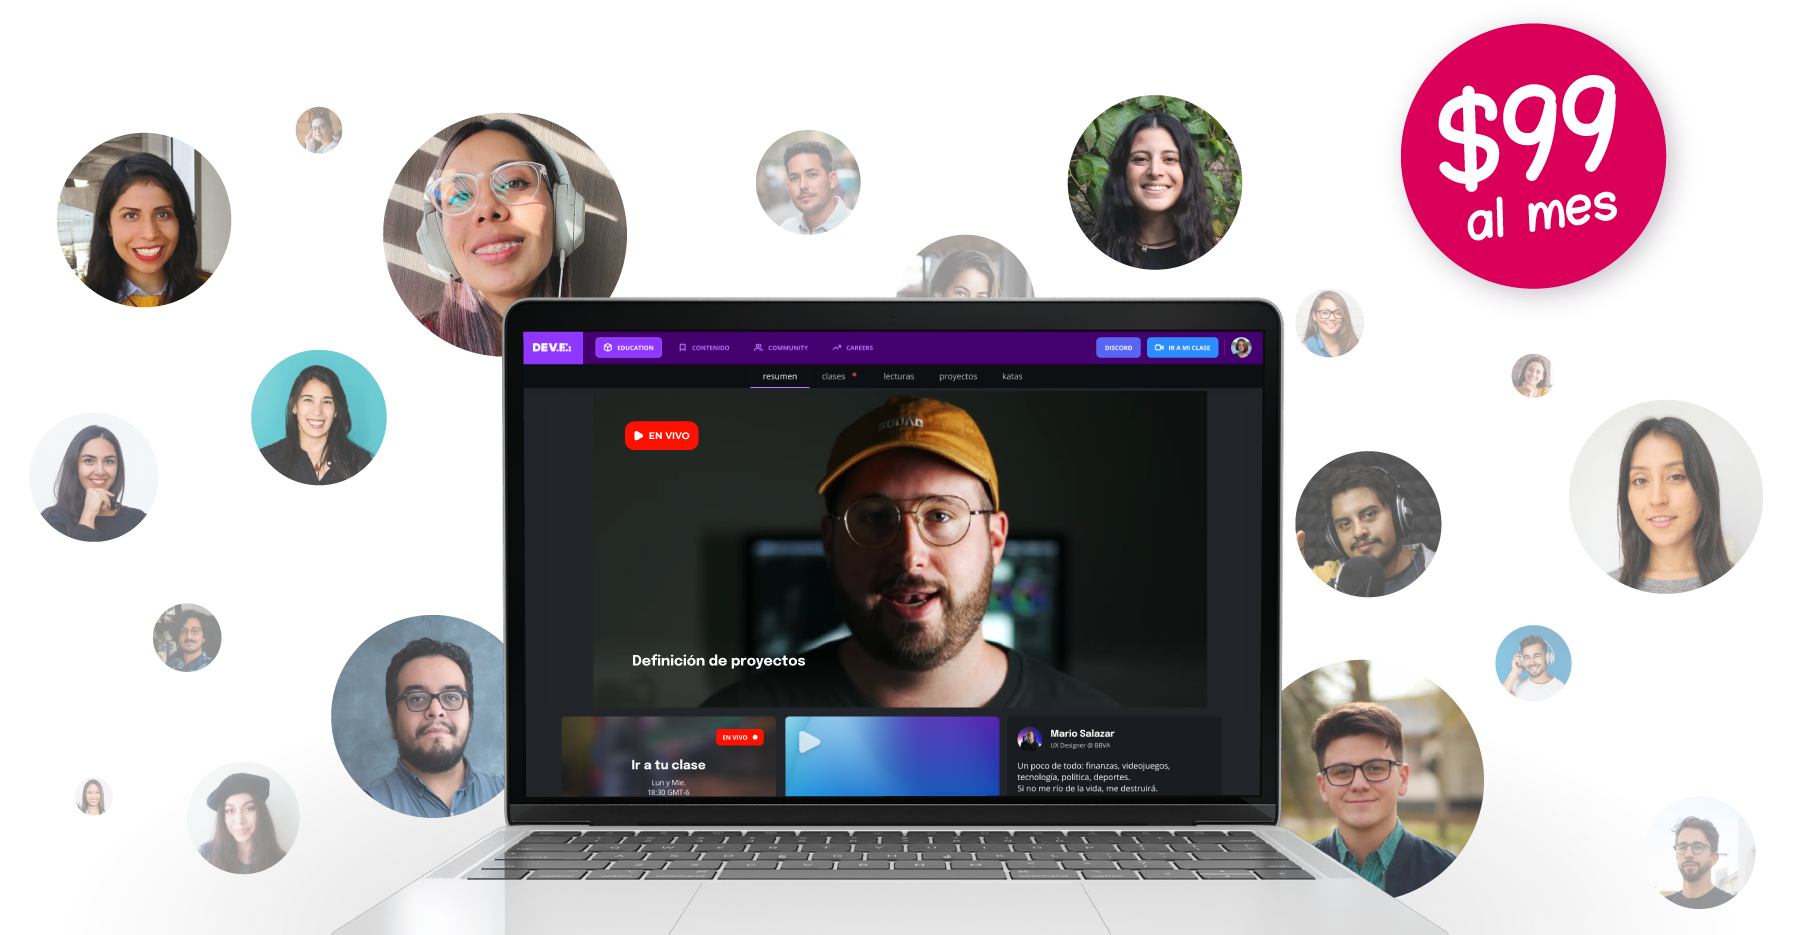 $99
al mes
DEV.F.:
EDUCATION
CONTENIDO
COMMUNITY
CAREERS
DISCORD
IR A MI CLASE
resumen
clases
lecturas
proyectos
katas
SQUAD
EN VIVO
Definición de proyectos
EN VIVO
Ir a tu clase
Lun y Mie.
18:30 GMT-6
Mario Salazar
UX Designer @ BBVA
Un poco de todo: finanzas, videojuegos,
tecnología, política, deportes.
Si no me río de la vida, me destruirá.